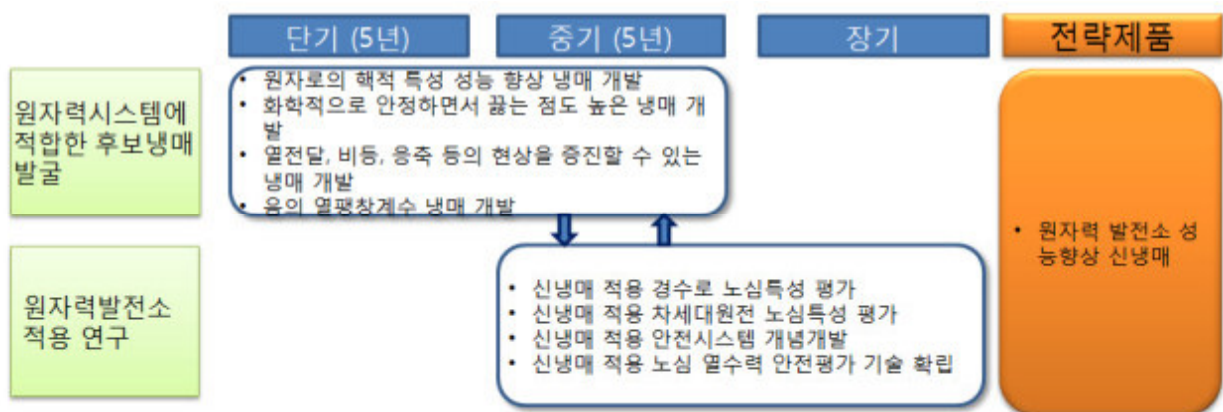 단기 (5년)
중기 (5년)
장기
전략제품
원자력시스템에
적합한 후보냉매
발굴
• 원자로의 핵적 특성 성능 향상 냉매 개발
• 화학적으로 안정하면서 끓는 점도 높은 냉매 개
발
• 열전달, 비등, 응축 등의 현상을 증진할 수 있는
냉매 개발
• 음의 열팽창계수 냉매 개발
원자력발전소
적용 연구
• 신냉매 적용 경수로 노심특성 평가
• 신냉매 적용 차세대원전 노심특성 평가
• 신냉매 적용 안전시스템 개념개발
• 신냉매 적용 노심 열수력 안전평가 기술 확립
• 원자력 발전소 성
능향상 신냉매